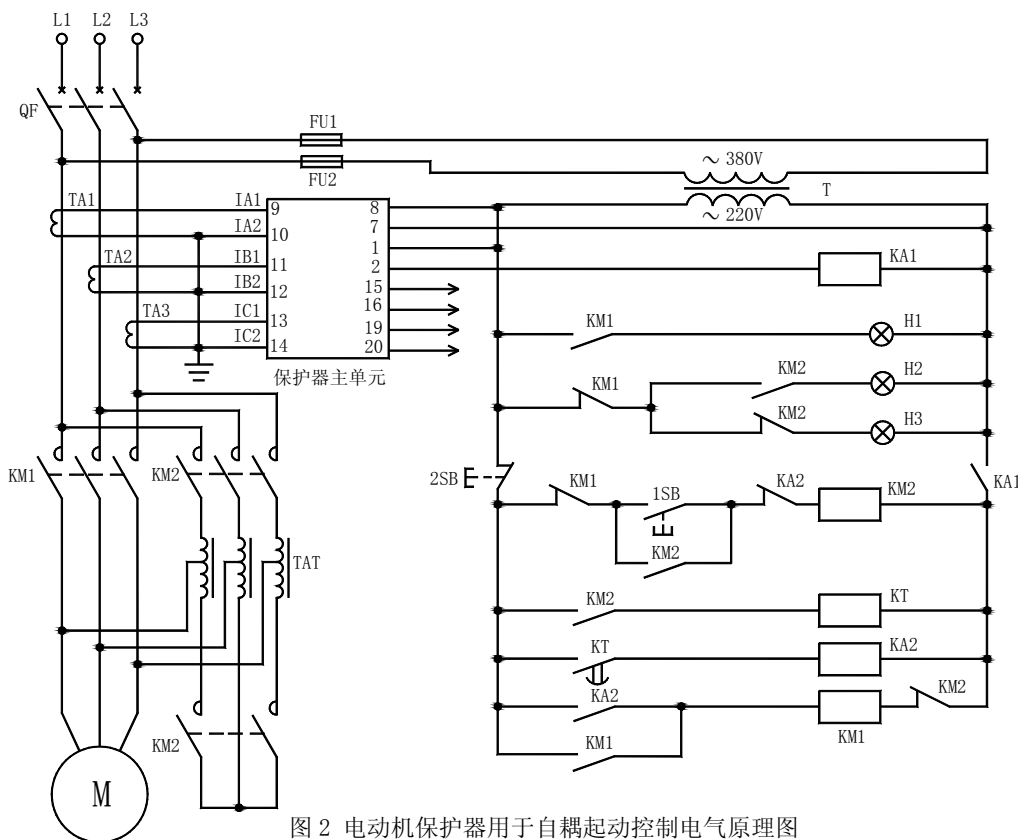 L1 L2 L3
QF
FU1
FU2
～380V
T
～220V
TA1 IA1 9 8
IA2 10 7
1
TA2 IB1 11 2 KA1
IB2 12 15
TA3 IC1 13 16
19
IC2 14 20
保护器主单元
KM1 H1
KM1 KM2 H2
KM2 H3
KM1 KM2
2SB KM1 1SB KA2 KM2 KA1
KM2
TAT
KM2 KT
KT KA2
KA2 KM2
KM1
KM2 KM1
M
图 2 电动机保护器用于自耦起动控制电气原理图